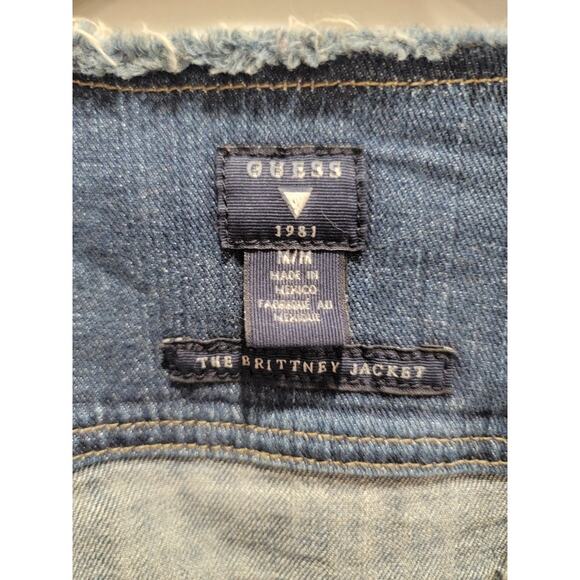 GUESS
1981
M/M
MADE IN
MEXICO
FABRIQUE AU
MEXIQUE
THE BRITTNEY JACKET